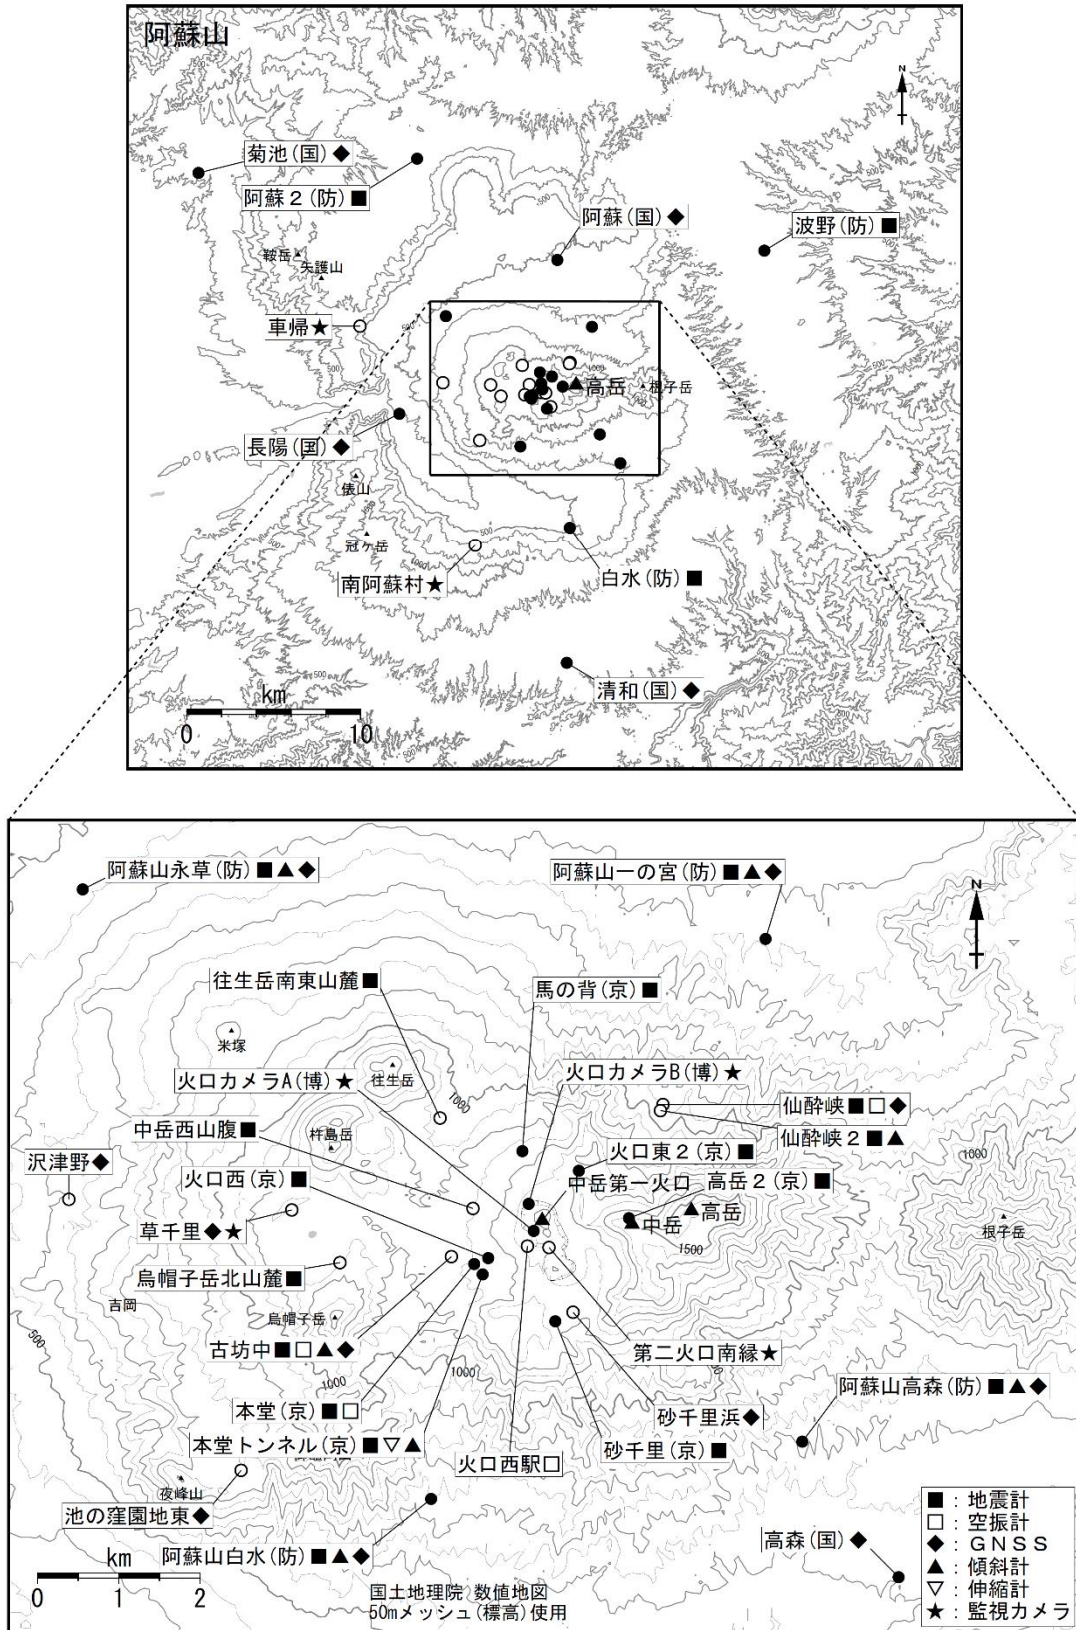 阿蘇山
N
菊池(国)◆
阿蘇2(防)■
阿蘇(国)◆
波野(防)■
鞍岳
矢護山
車帰★
高岳
根子岳
長陽(国)◆
俵山
冠ヶ岳
南阿蘇村★
白水(防)■
清和(国)◆
km
0 10
阿蘇山永草(防)■▲◆
阿蘇山一の宮(防)■▲◆
N
往生岳南東山麓■
馬の背(京)■
米塚
往生岳
火口カメラA(博)★
火口カメラB(博)★
1000
仙酔峡■□◆
仙酔峡2■▲
中岳西山腹■
杵島岳
火口東2(京)■
1000
沢津野◆
火口西(京)■
中岳第一火口
高岳2(京)■
草千里◆★
中岳
高岳
根子岳
1500
烏帽子岳北山麓■
吉岡
烏帽子岳
500
古坊中■□▲◆
第二火口南縁★
1000
1000
阿蘇山高森(防)■▲◆
本堂(京)■□
砂千里浜◆
本堂トンネル(京)■▽▲
火口西駅□
砂千里(京)■
夜峰山
池の窪園地東◆
阿蘇山白水(防)■▲◆
高森(国)◆
km
0 1 2
国土地理院 数値地図
50mメッシュ(標高)使用
■:地震計
□:空振計
◆:GNSS
▲:傾斜計
▽:伸縮計
★:監視カメラ